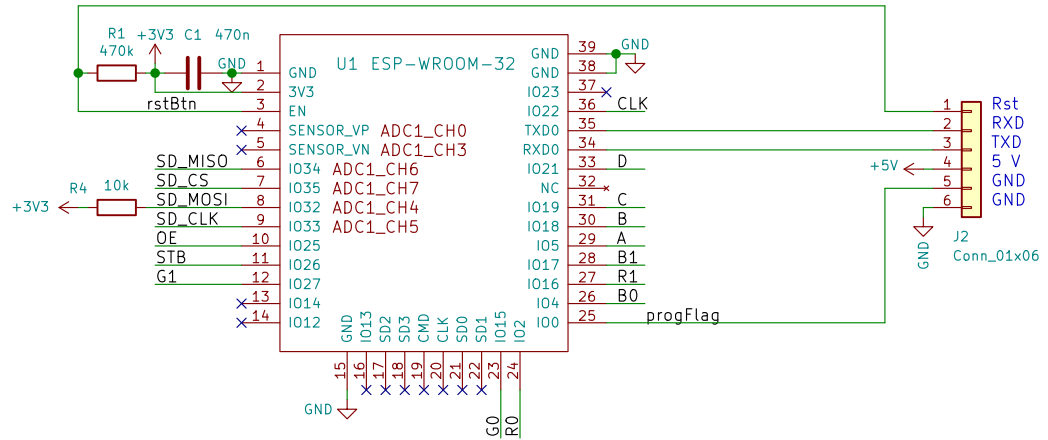 R1
470k
+3V3
C1
470n
GND
U1 ESP-WROOM-32
1 GND
2 3V3
rstBtn 3 EN
4 SENSOR_VP ADC1_CH0
5 SENSOR_VN ADC1_CH3
SD_MISO 6 IO34 ADC1_CH6
SD_CS 7 IO35 ADC1_CH7
R4 10k
+3V3
SD_MOSI 8 IO32 ADC1_CH4
SD_CLK 9 IO33 ADC1_CH5
OE 10 IO25
STB 11 IO26
G1 12 IO27
13 IO14
14 IO12
GND 39 GND
GND 38
IO23 37
IO22 36 CLK
TXD0 35
RXD0 34
IO21 33 D
NC 32
IO19 31 C
IO18 30 B
IO5 29 A
IO17 28 B1
IO16 27 R1
IO4 26 B0
IO0 25 progFlag
GND IO13 SD2 SD3 CMD CLK SD0 SD1 IO15 IO2
15 16 17 18 19 20 21 22 23 24
GND
G0 R0
1 Rst
2 RXD
3 TXD
+5V 4 5 V
5 GND
6 GND
GND
J2
Conn_01x06